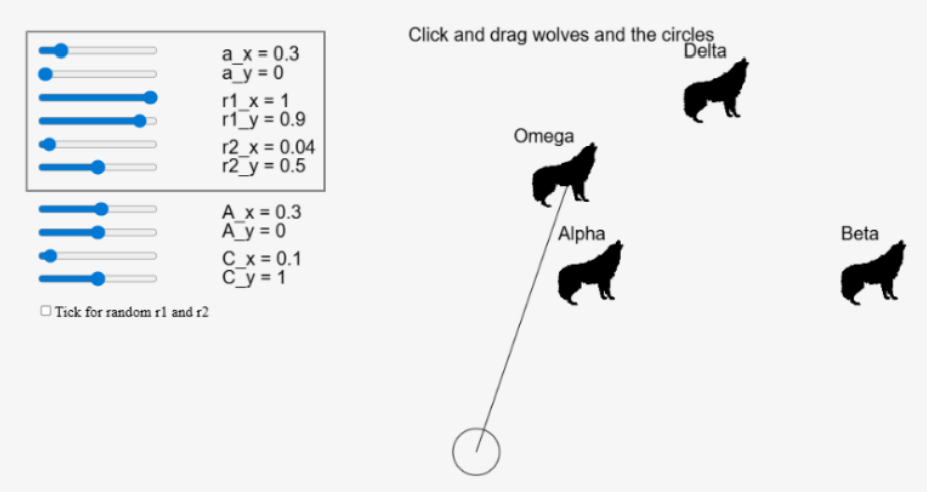 a_x = 0.3
a_y = 0
r1_x = 1
r1_y = 0.9
r2_x = 0.04
r2_y = 0.5
A_x = 0.3
A_y = 0
C_x = 0.1
C_y = 1
Tick for random r1 and r2
Click and drag wolves and the circles
Delta
Omega
Alpha
Beta